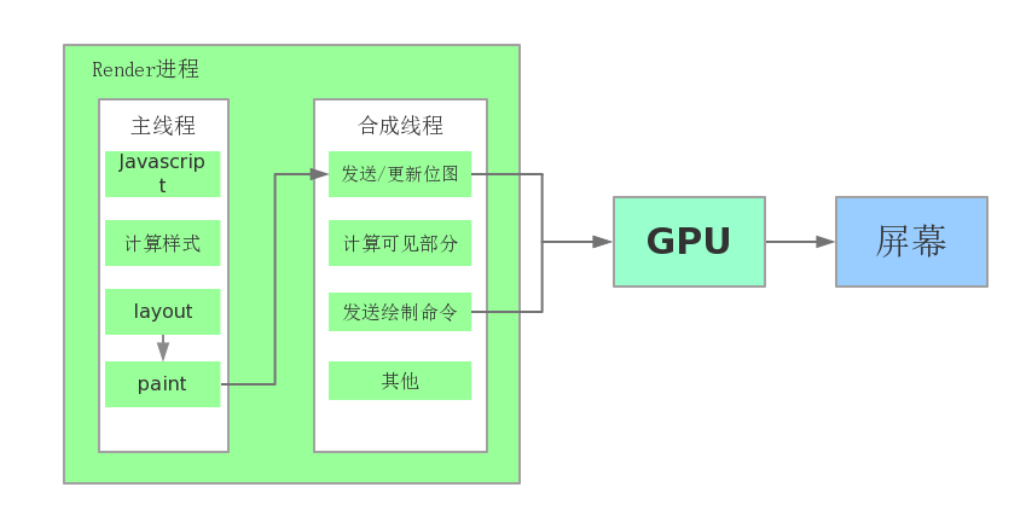 Render进程
主线程
Javascrip
t
计算样式
layout
paint
合成线程
发送/更新位图
计算可见部分
发送绘制命令
其他
GPU
屏幕